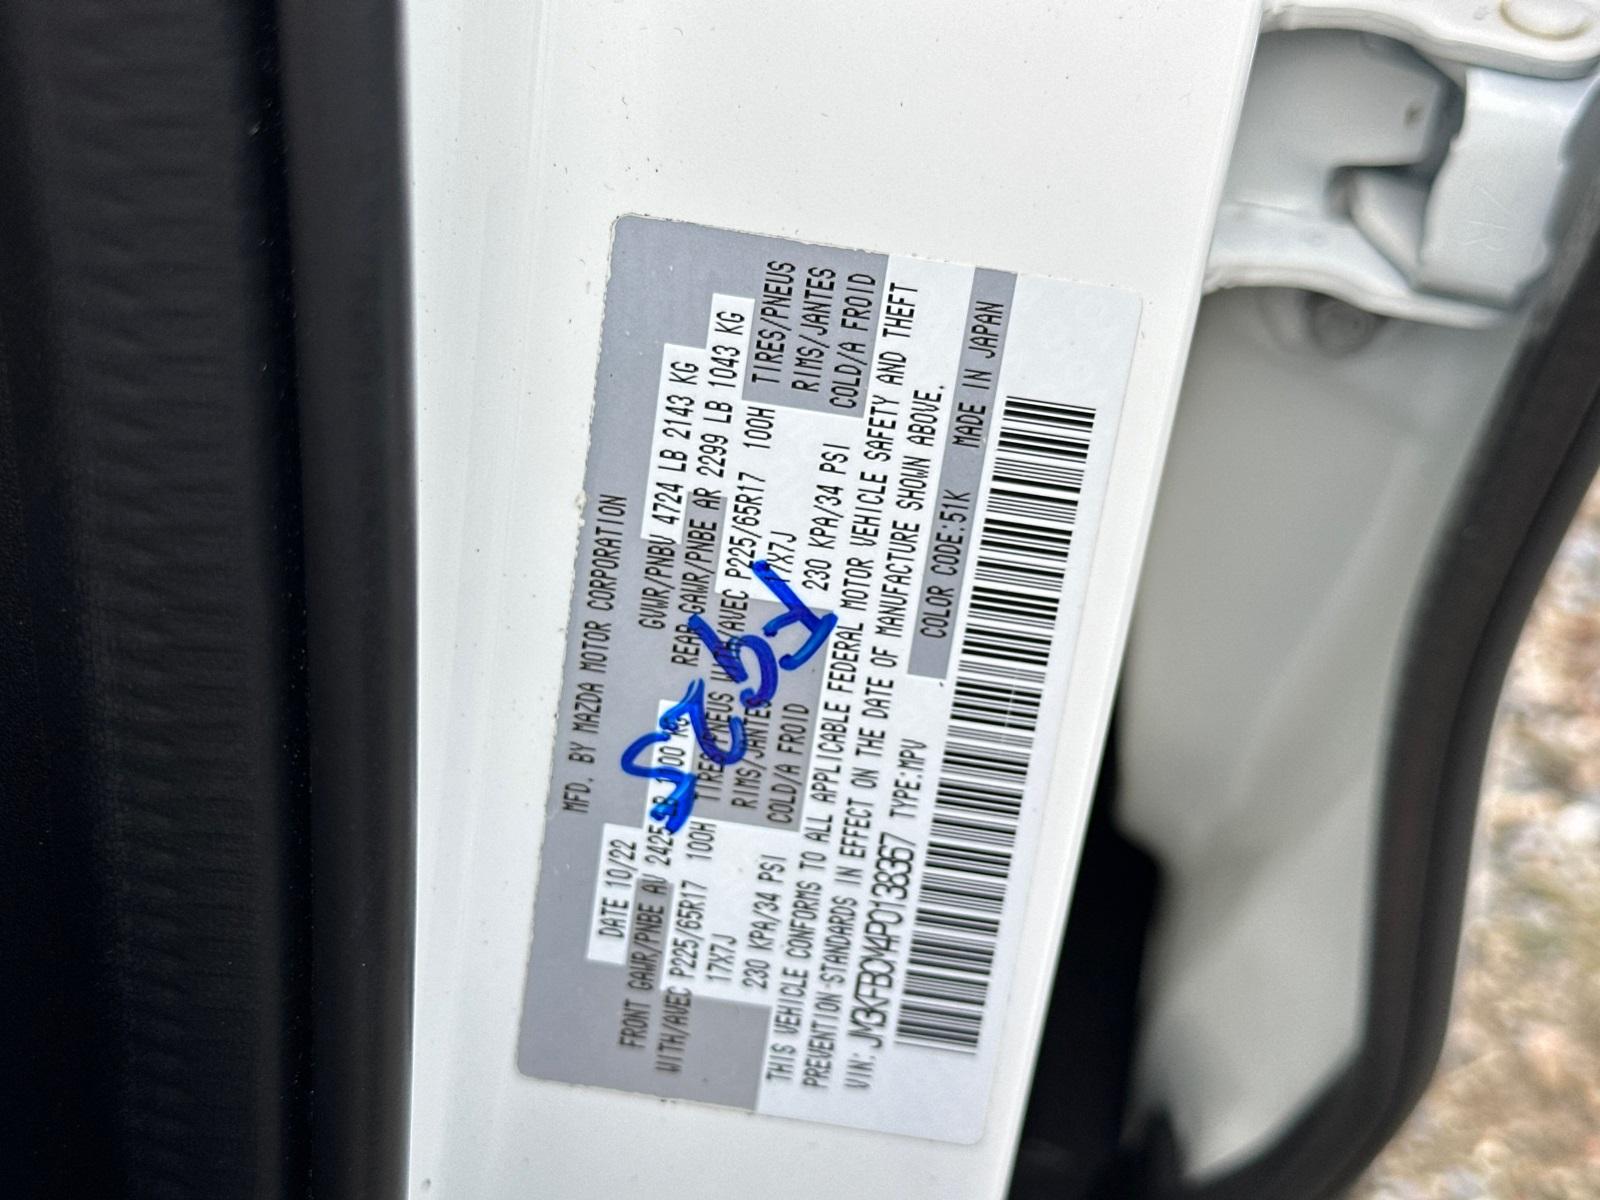 MFD. BY MAZDA MOTOR CORPORATION
DATE 10/22
GVWR/PNBV 4724 LB 2143 KG
FRONT GAWR/PNBE AV 2425 LB 1100 KG
REAR GAWR/PNBE AR 2299 LB 1043 KG
WITH/AVEC P225/65R17 100H TIRES/PNEUS WITH/AVEC P225/65R17 100H TIRES/PNEUS
17X7J RIMS/JANTES 17X7J RIMS/JANTES
230 KPA/34 PSI COLD/A FROID 230 KPA/34 PSI COLD/A FROID
THIS VEHICLE CONFORMS TO ALL APPLICABLE FEDERAL MOTOR VEHICLE SAFETY AND THEFT
PREVENTION STANDARDS IN EFFECT ON THE DATE OF MANUFACTURE SHOWN ABOVE.
VIN: JM3KFBCM4P0138367 TYPE:MPV
COLOR CODE:51K MADE IN JAPAN